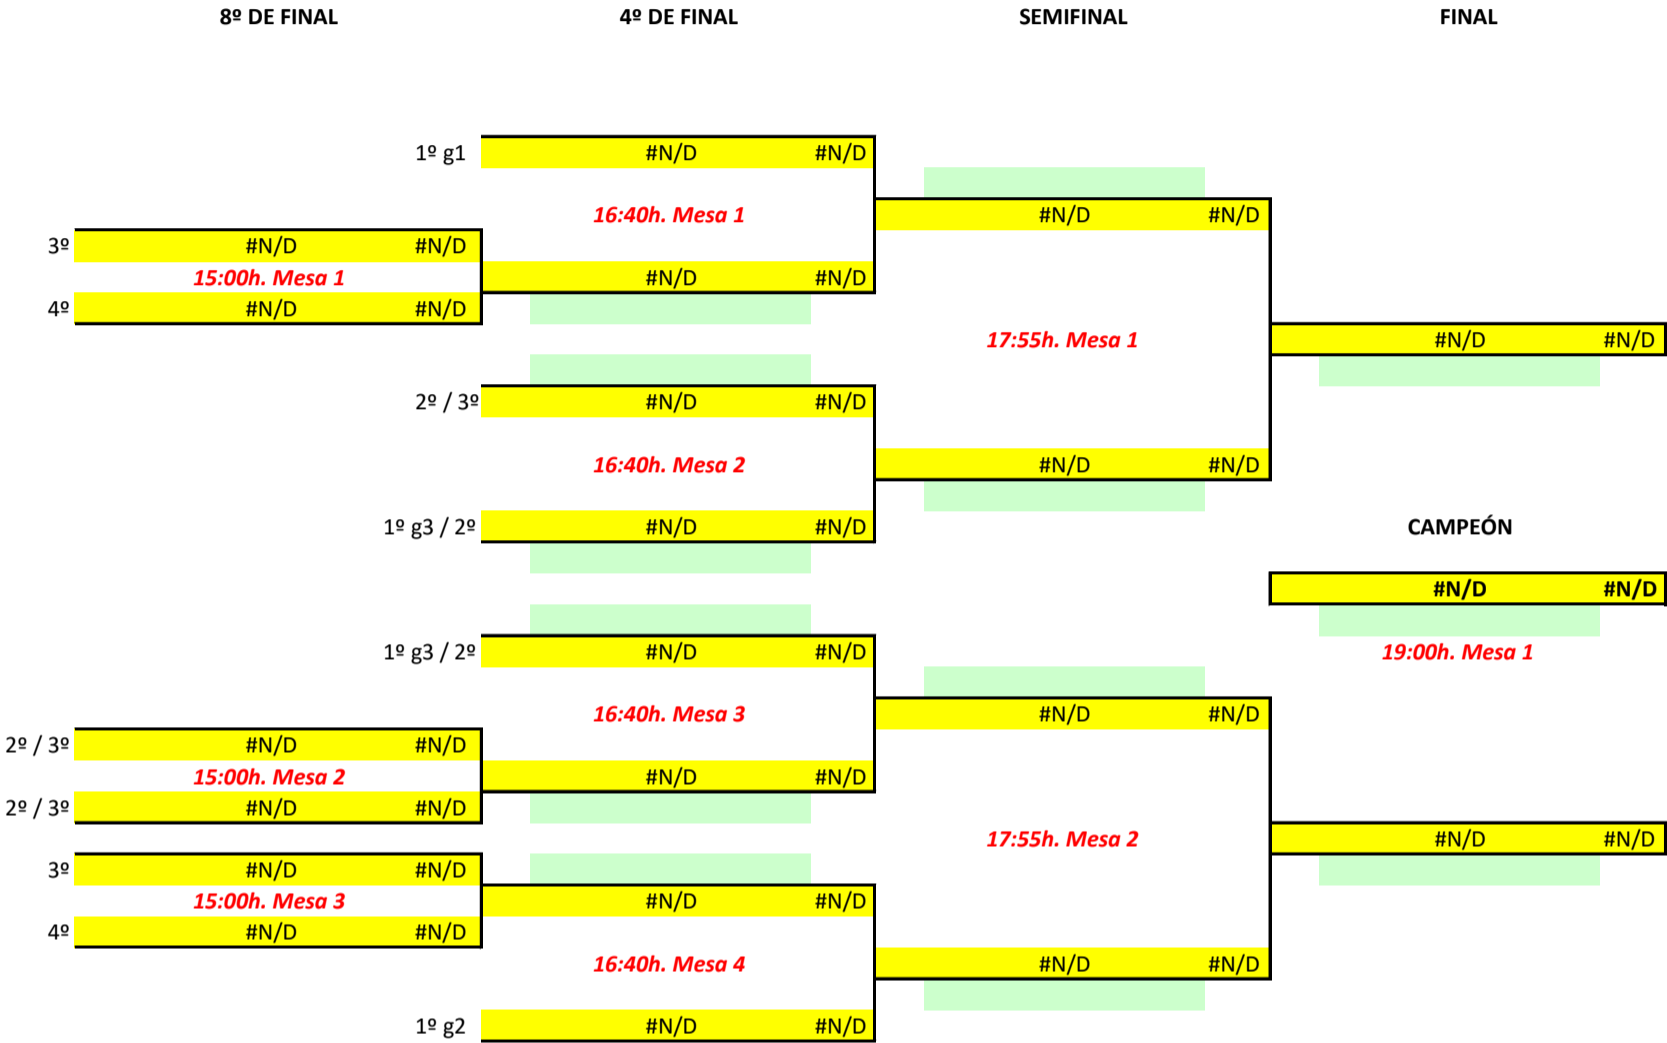 8º DE FINAL 4º DE FINAL SEMIFINAL FINAL
1º g1 #N/D #N/D
16:40h. Mesa 1 #N/D #N/D
3º #N/D #N/D
15:00h. Mesa 1 #N/D #N/D
4º #N/D #N/D
17:55h. Mesa 1 #N/D #N/D
2º / 3º #N/D #N/D
16:40h. Mesa 2 #N/D #N/D
1º g3 / 2º #N/D #N/D CAMPEÓN
#N/D #N/D
1º g3 / 2º #N/D #N/D 19:00h. Mesa 1
16:40h. Mesa 3 #N/D #N/D
2º / 3º #N/D #N/D
15:00h. Mesa 2 #N/D #N/D
2º / 3º #N/D #N/D
17:55h. Mesa 2 #N/D #N/D
3º #N/D #N/D
15:00h. Mesa 3 #N/D #N/D
4º #N/D #N/D
16:40h. Mesa 4 #N/D #N/D
1º g2 #N/D #N/D